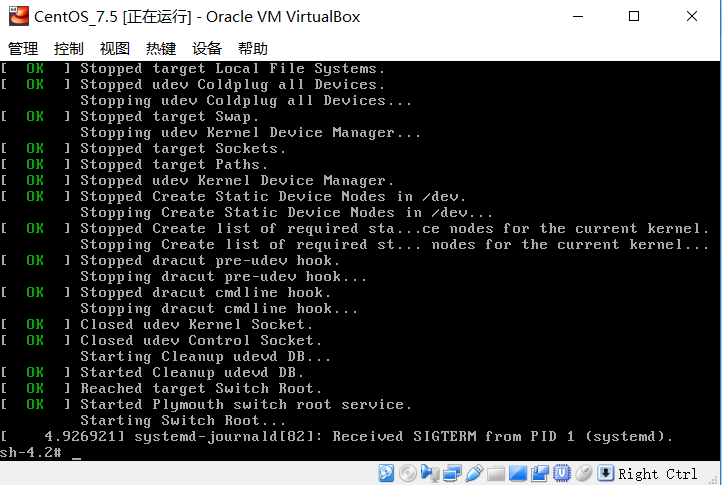 CentOS_7.5 [正在运行] - Oracle VM VirtualBox
管理 控制 视图 热键 设备 帮助
[  OK  ] Stopped target Local File Systems.
[  OK  ] Stopped udev Coldplug all Devices.
         Stopping udev Coldplug all Devices...
[  OK  ] Stopped target Swap.
         Stopping udev Kernel Device Manager...
[  OK  ] Stopped target Sockets.
[  OK  ] Stopped target Paths.
[  OK  ] Stopped udev Kernel Device Manager.
[  OK  ] Stopped Create Static Device Nodes in /dev.
         Stopping Create Static Device Nodes in /dev...
[  OK  ] Stopped Create list of required sta...ce nodes for the current kernel.
         Stopping Create list of required st... nodes for the current kernel...
[  OK  ] Stopped dracut pre-udev hook.
         Stopping dracut pre-udev hook...
[  OK  ] Stopped dracut cmdline hook.
         Stopping dracut cmdline hook...
[  OK  ] Closed udev Kernel Socket.
[  OK  ] Closed udev Control Socket.
         Starting Cleanup udevd DB...
[  OK  ] Started Cleanup udevd DB.
[  OK  ] Reached target Switch Root.
[  OK  ] Started Plymouth switch root service.
         Starting Switch Root...
[    4.926921] systemd-journald[82]: Received SIGTERM from PID 1 (systemd).
sh-4.2# _
Right Ctrl